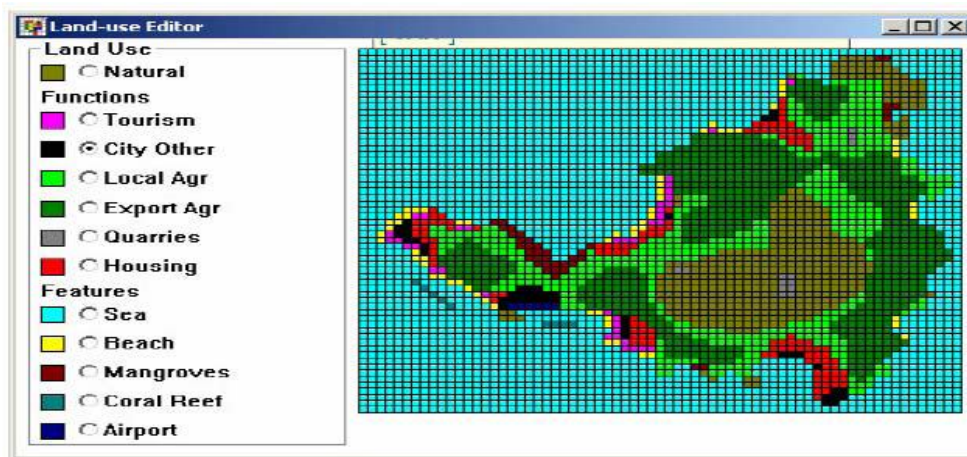 Land-use Editor
Land Use
Natural
Functions
Tourism
City Other
Local Agr
Export Agr
Quarries
Housing
Features
Sea
Beach
Mangroves
Coral Reef
Airport